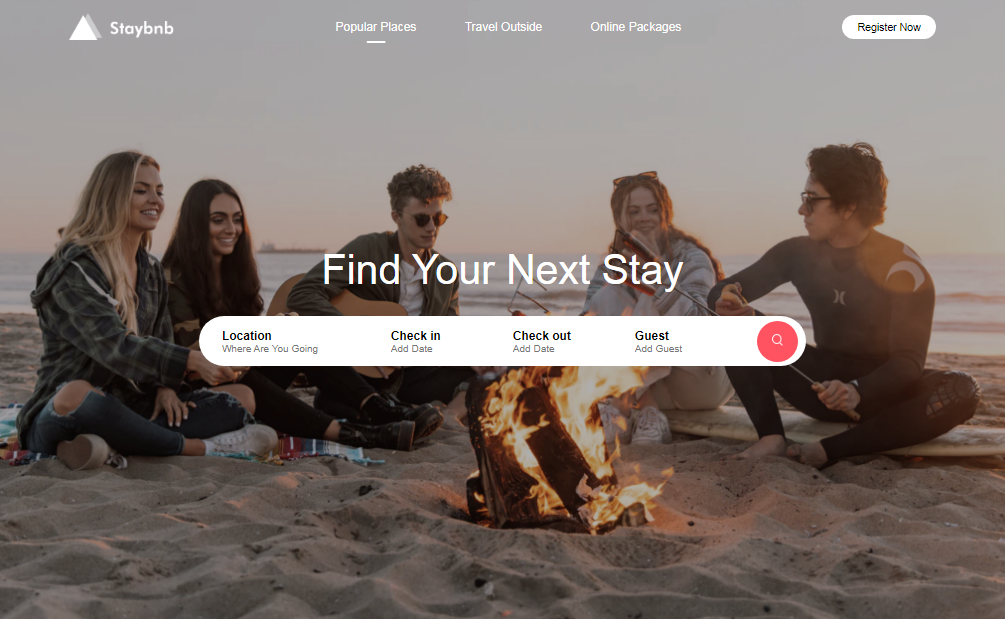 Staybnb
Popular Places
Travel Outside
Online Packages
Register Now
Find Your Next Stay
Location
Where Are You Going
Check in
Add Date
Check out
Add Date
Guest
Add Guest